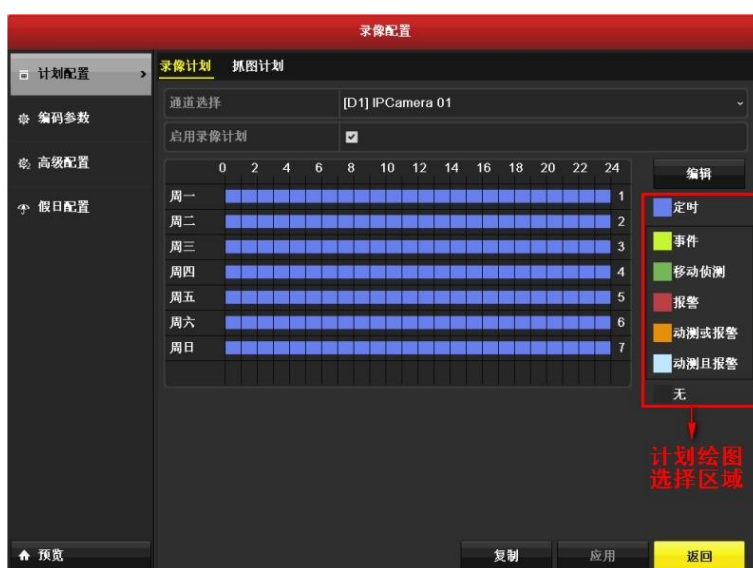 录像配置
计划配置 >
录像计划 抓图计划
通道选择 [D1] IPCamera 01
编码参数
启用录像计划
高级配置
0 2 4 6 8 10 12 14 16 18 20 22 24
编辑
假日配置
周一 1
定时
周二 2
周三 3
事件
周四 4
移动侦测
周五 5
报警
周六 6
动测或报警
周日 7
动测且报警
无
计划绘图
选择区域
预览
复制 应用 返回